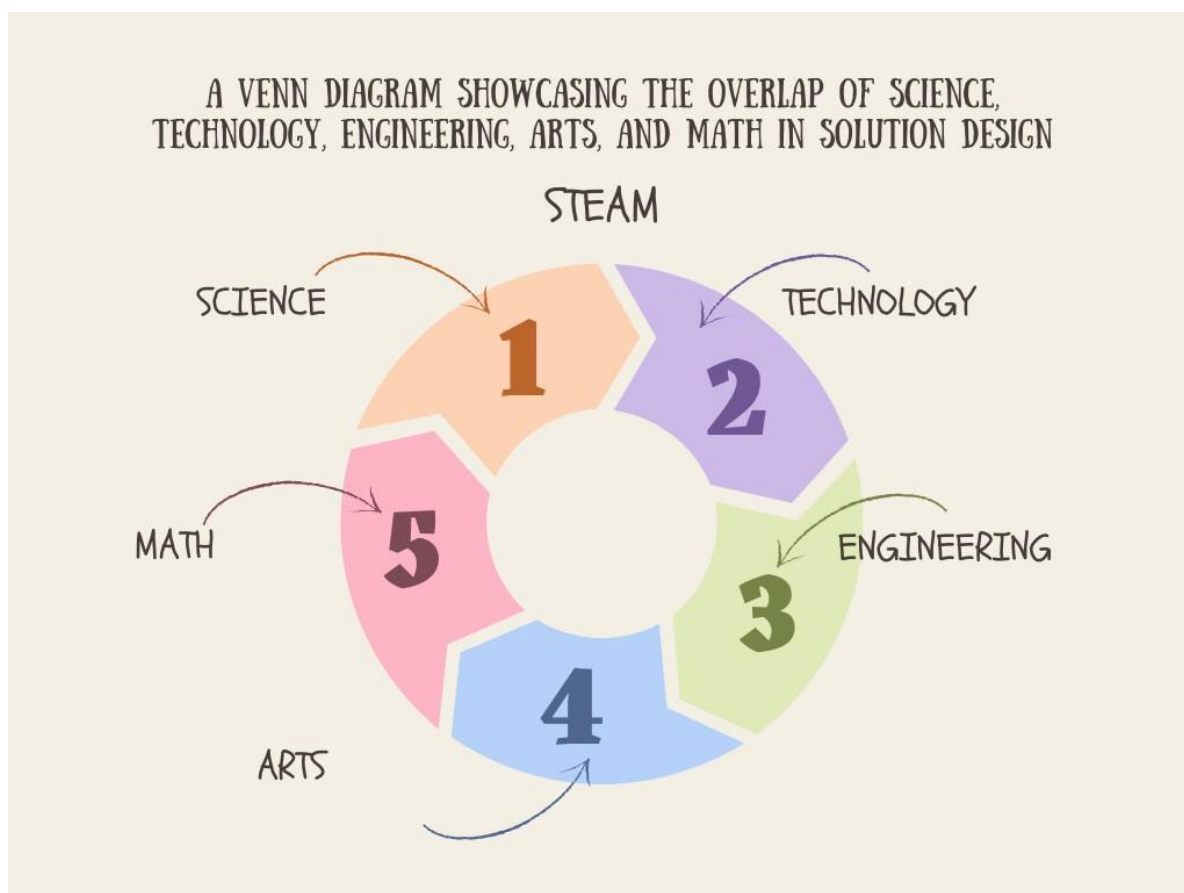 A VENN DIAGRAM SHOWCASING THE OVERLAP OF SCIENCE,
TECHNOLOGY, ENGINEERING, ARTS, AND MATH IN SOLUTION DESIGN
STEAM
SCIENCE
TECHNOLOGY
1
2
MATH
5
ENGINEERING
3
4
ARTS